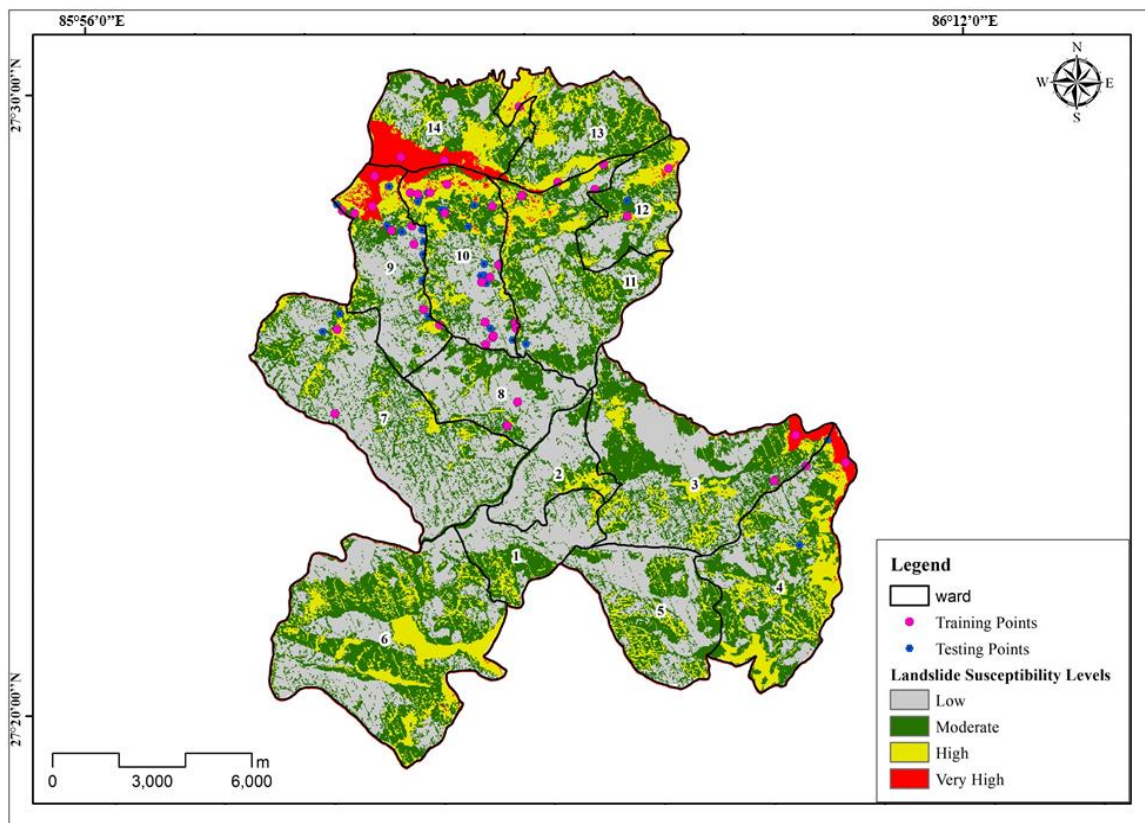 85°56'0''E
86°12'0''E
N
W
E
S
27°30'00''N
14
13
12
10
9
11
7
8
2
3
1
4
5
6
27°20'00''N
Legend
ward
Training Points
Testing Points
Landslide Susceptibility Levels
Low
Moderate
High
Very High
m
0 3,000 6,000